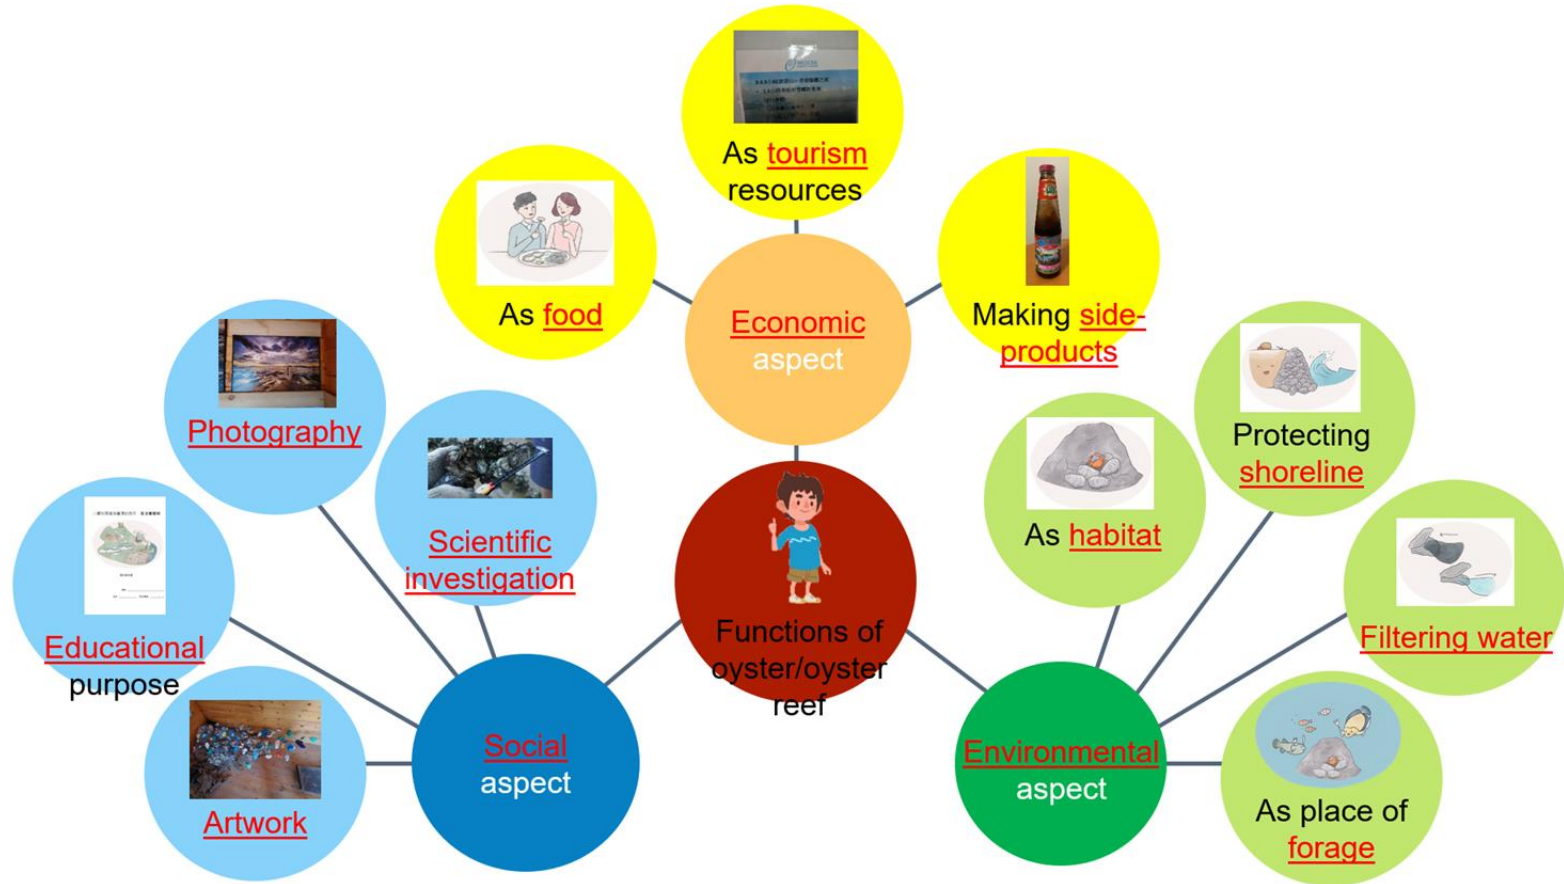 As tourism
resources
As food
Making side-
products
Economic
aspect
Photography
Scientific
investigation
Educational
purpose
Artwork
Social
aspect
Functions of
oyster/oyster
reef
As habitat
Protecting
shoreline
Filtering water
As place of
forage
Environmental
aspect